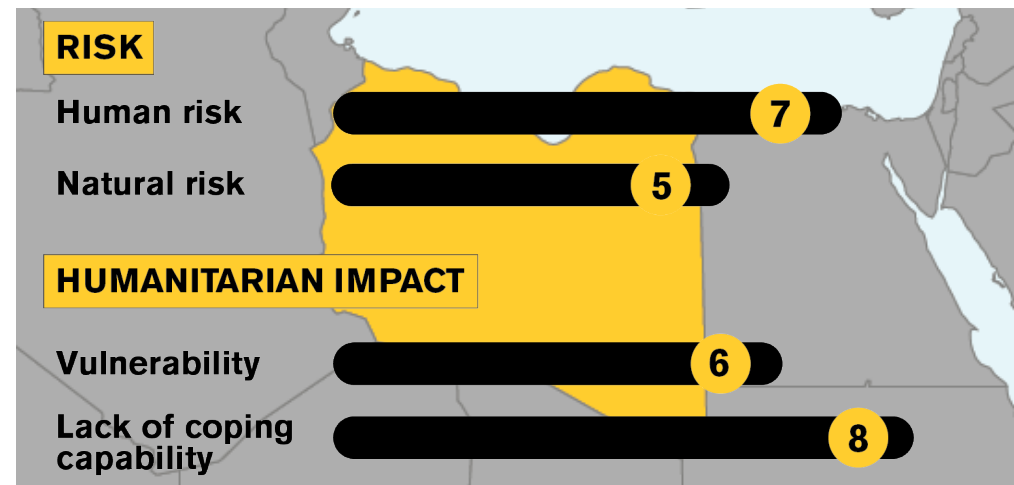 RISK
Human risk
7
Natural risk
5
HUMANITARIAN IMPACT
Vulnerability
6
Lack of coping
capability
8